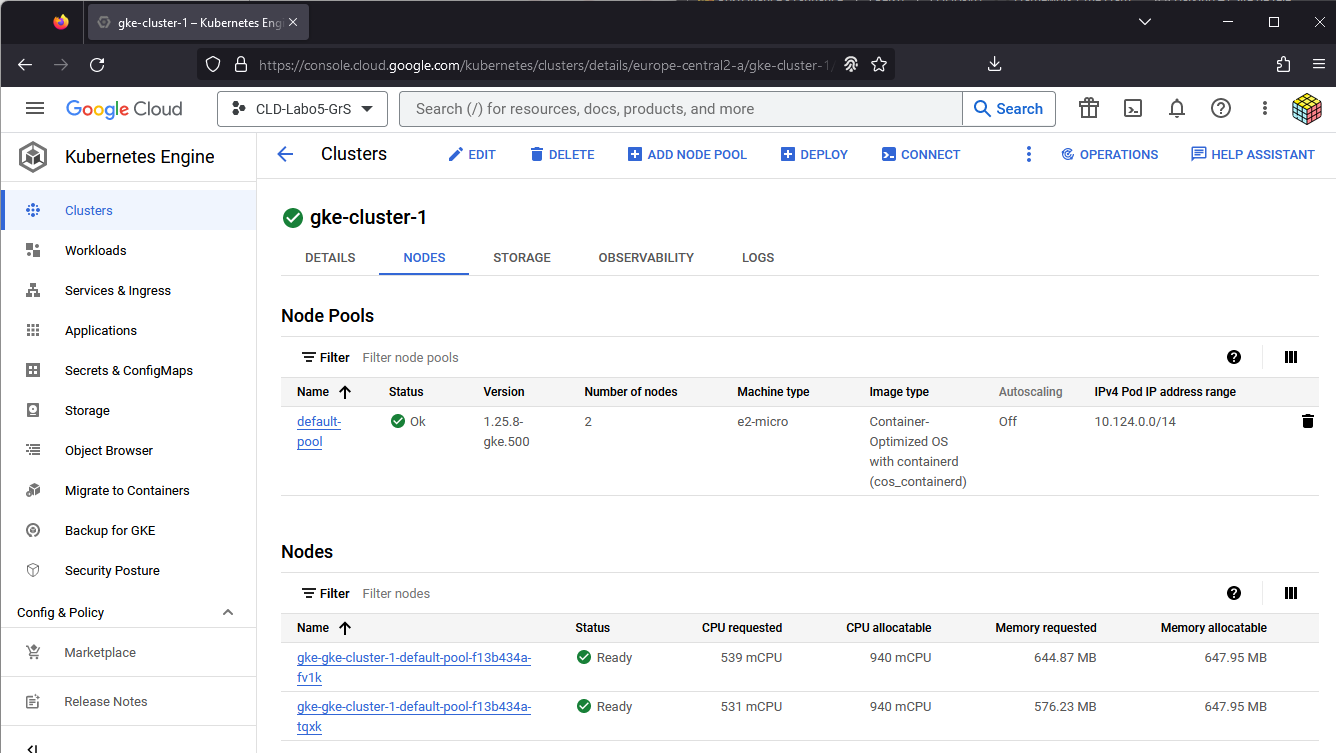 gke-cluster-1 – Kubernetes Engi
https://console.cloud.google.com/kubernetes/clusters/details/europe-central2-a/gke-cluster-1/
Google Cloud
CLD-Labo5-GrS
Search (/) for resources, docs, products, and more
Search
Kubernetes Engine
Clusters
EDIT
DELETE
ADD NODE POOL
DEPLOY
CONNECT
OPERATIONS
HELP ASSISTANT
Clusters
Workloads
Services & Ingress
Applications
Secrets & ConfigMaps
Storage
Object Browser
Migrate to Containers
Backup for GKE
Security Posture
Config & Policy
Marketplace
Release Notes
gke-cluster-1
DETAILS NODES STORAGE OBSERVABILITY LOGS
Node Pools
Filter Filter node pools
Name Status Version Number of nodes Machine type Image type Autoscaling IPv4 Pod IP address range
default- Ok 1.25.8- 2 e2-micro Container- Off 10.124.0.0/14
pool gke.500 Optimized OS
with containerd
(cos_containerd)
Nodes
Filter Filter nodes
Name Status CPU requested CPU allocatable Memory requested Memory allocatable
gke-gke-cluster-1-default-pool-f13b434a- Ready 539 mCPU 940 mCPU 644.87 MB 647.95 MB
fv1k
gke-gke-cluster-1-default-pool-f13b434a- Ready 531 mCPU 940 mCPU 576.23 MB 647.95 MB
tqxk